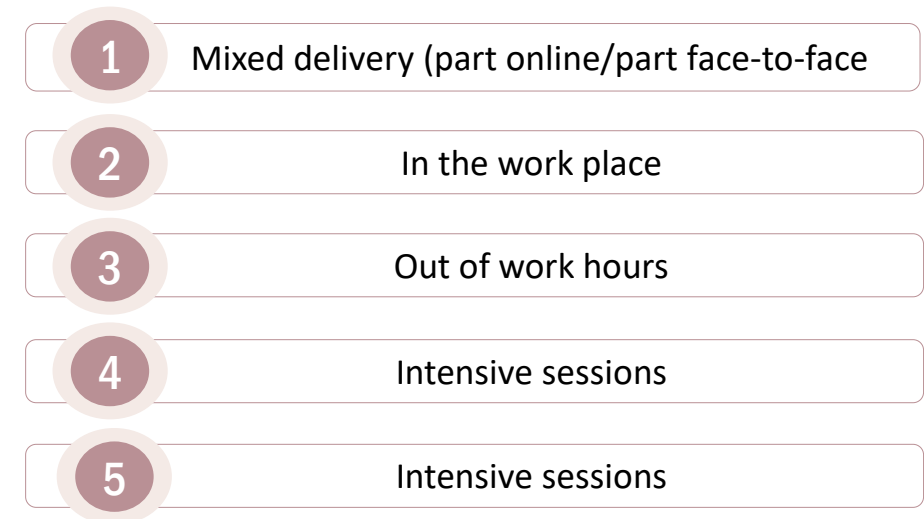 1 Mixed delivery (part online/part face-to-face
2 In the work place
3 Out of work hours
4 Intensive sessions
5 Intensive sessions